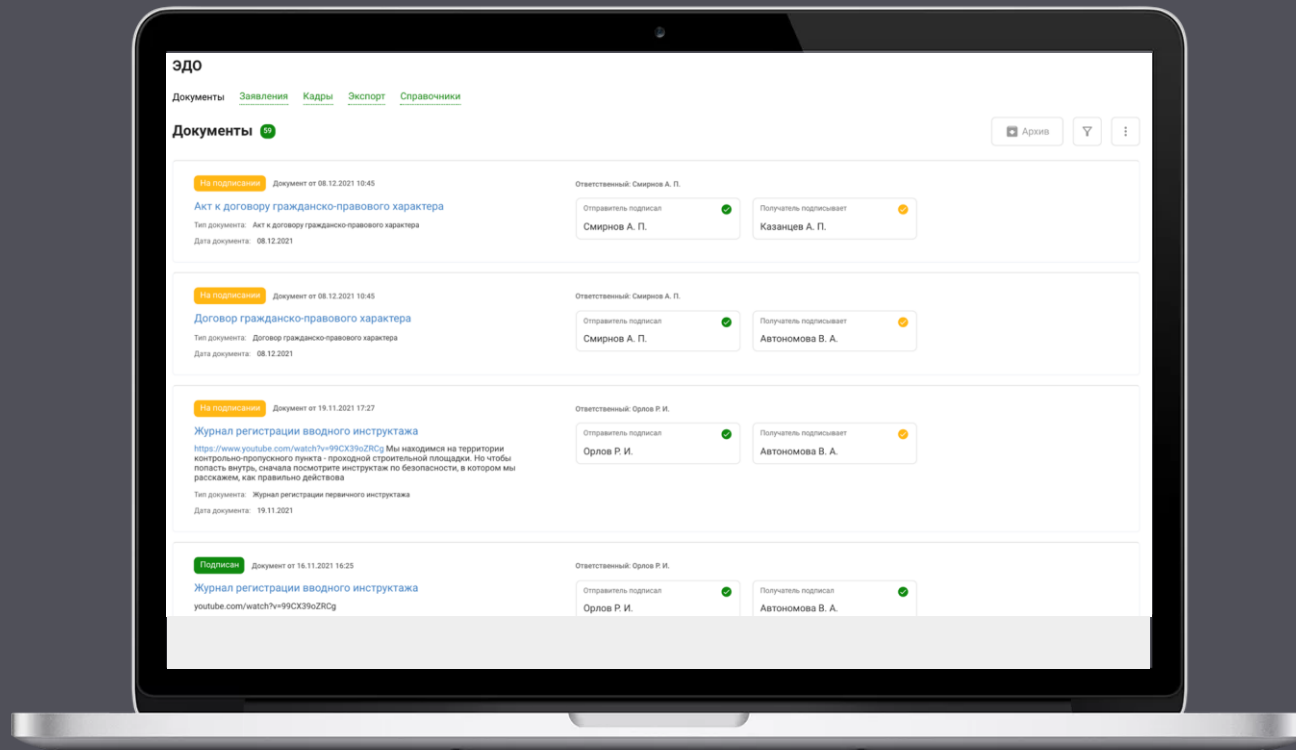 ЭДО
Документы Заявления Кадры Экспорт Справочники
Документы 59
Архив
На подписании Документ от 08.12.2021 10:45
Акт к договору гражданско-правового характера
Тип документа: Акт к договору гражданско-правового характера
Дата документа: 08.12.2021
Ответственный: Смирнов А. П.
Отправитель подписал
Смирнов А. П.
Получатель подписывает
Казанцев А. П.
На подписании Документ от 08.12.2021 10:45
Договор гражданско-правового характера
Тип документа: Договор гражданско-правового характера
Дата документа: 08.12.2021
Ответственный: Смирнов А. П.
Отправитель подписал
Смирнов А. П.
Получатель подписывает
Автономова В. А.
На подписании Документ от 19.11.2021 17:27
Журнал регистрации вводного инструктажа
https://www.youtube.com/watch?v=99CX39oZRCg Мы находимся на территории
контрольно-пропускного пункта - проходной строительной площадки. Но чтобы
попасть внутрь, сначала посмотрите инструктаж по безопасности, в котором мы
расскажем, как правильно действова
Тип документа: Журнал регистрации первичного инструктажа
Дата документа: 19.11.2021
Ответственный: Орлов Р. И.
Отправитель подписал
Орлов Р. И.
Получатель подписывает
Автономова В. А.
Подписан Документ от 16.11.2021 16:25
Журнал регистрации вводного инструктажа
youtube.com/watch?v=99CX39oZRCg
Ответственный: Орлов Р. И.
Отправитель подписал
Орлов Р. И.
Получатель подписал
Автономова В. А.